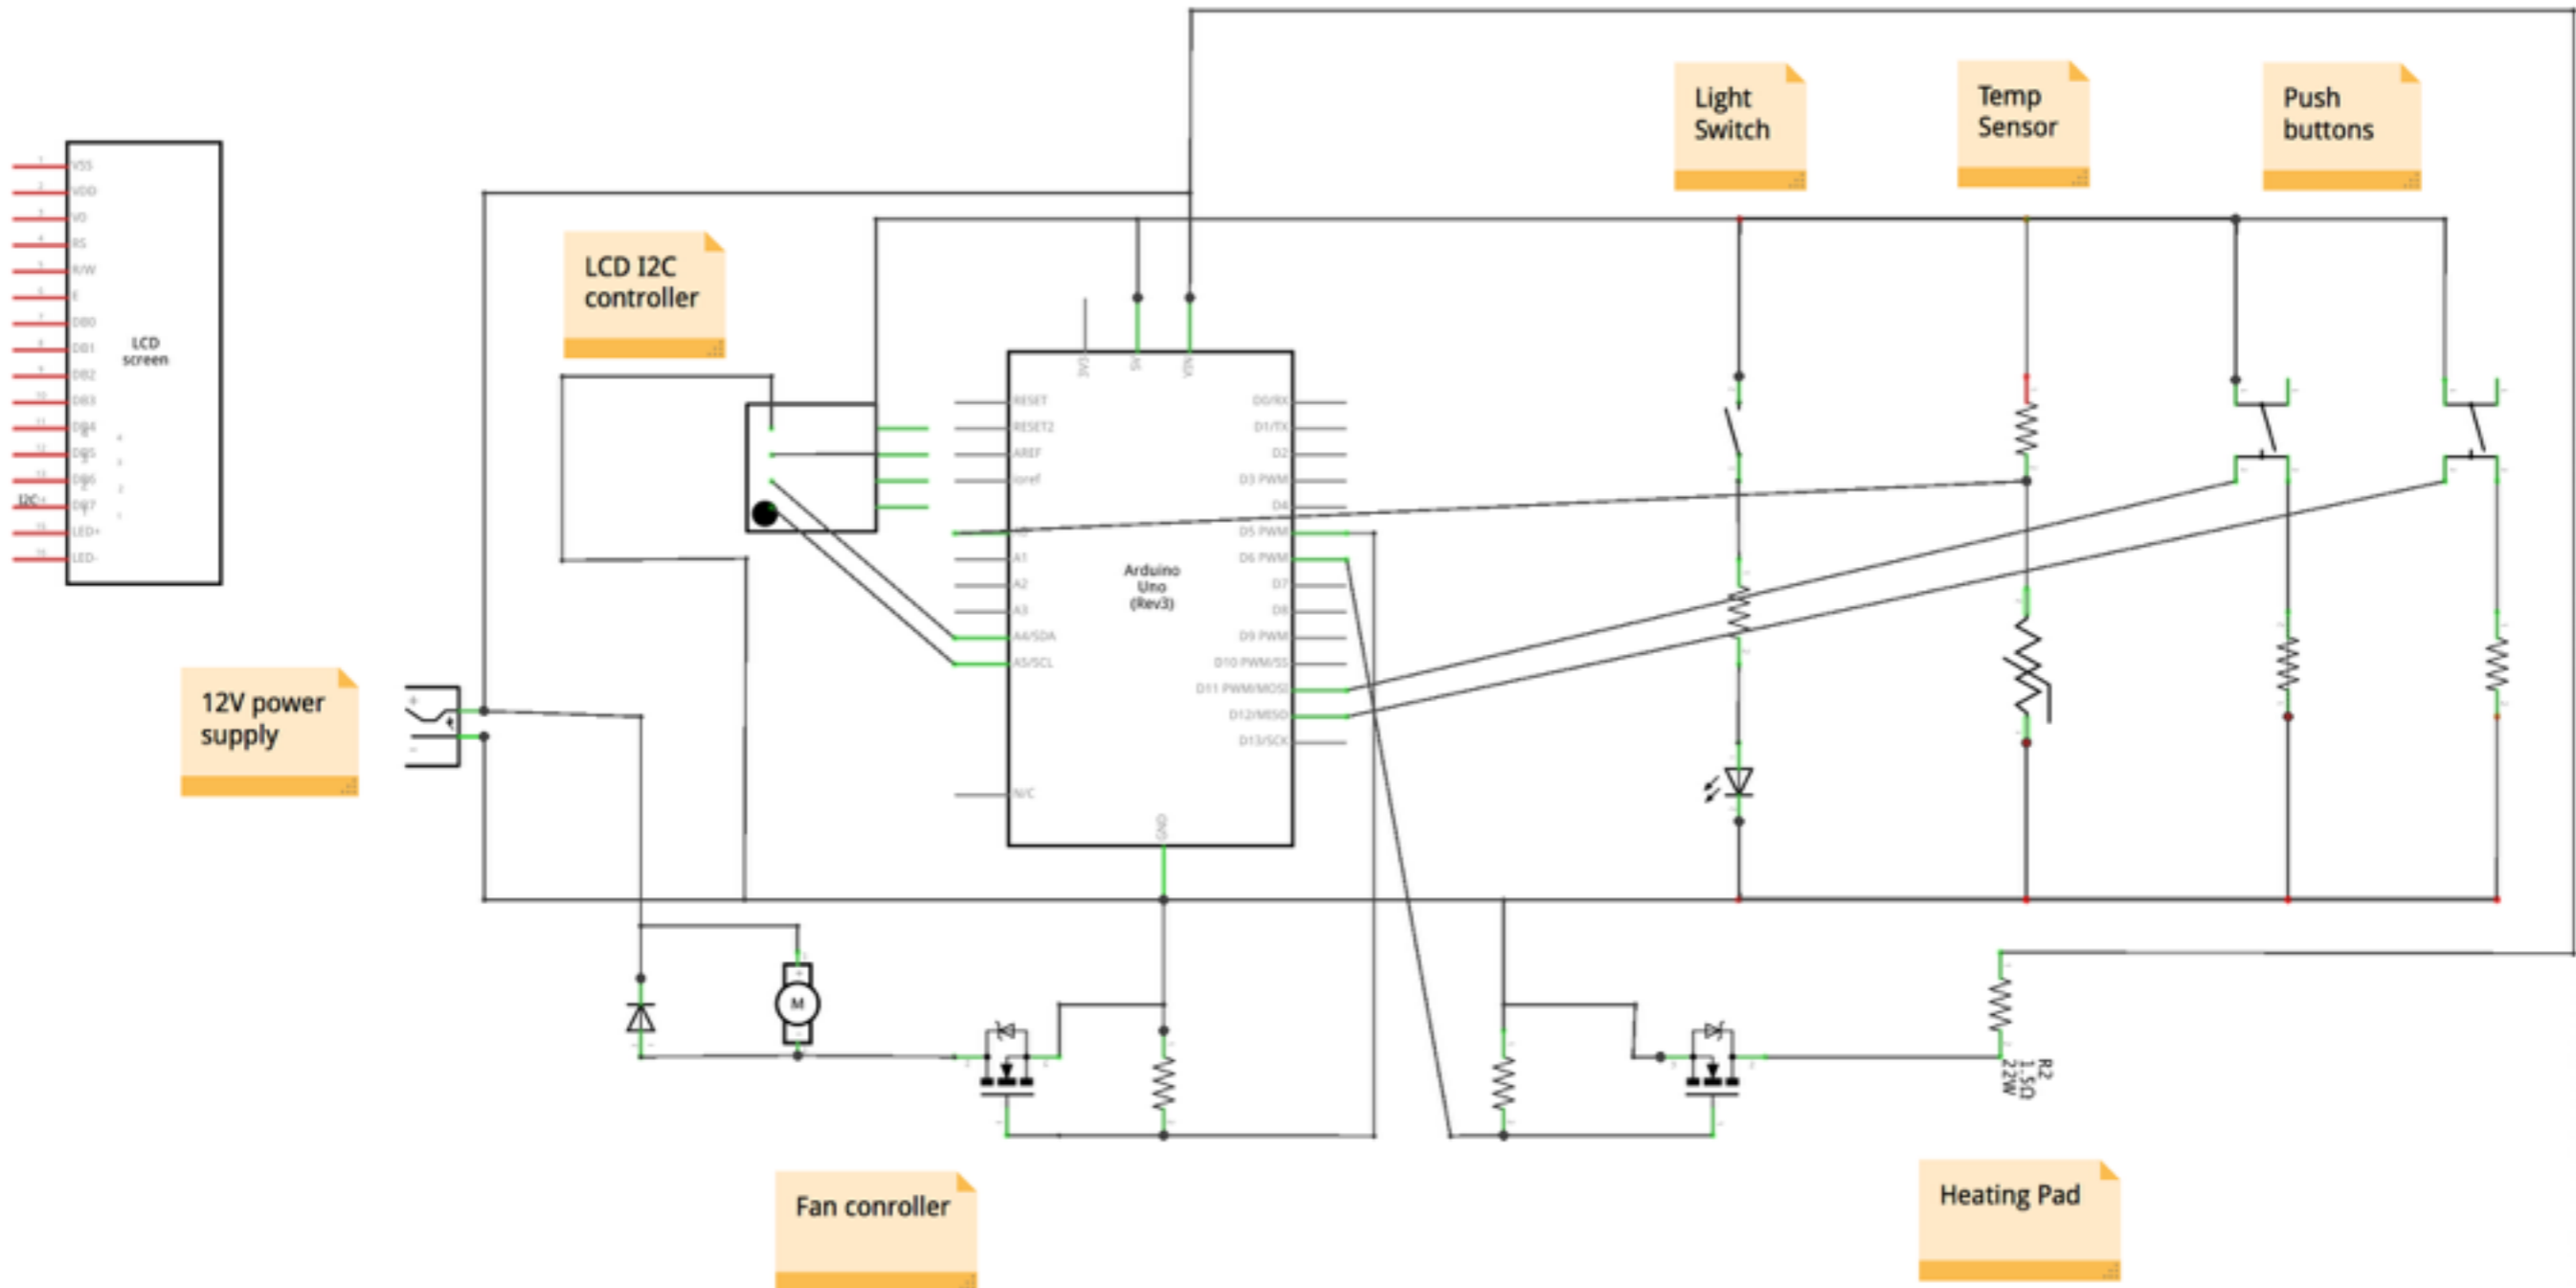 Light
Switch
Temp
Sensor
Push
buttons
LCD I2C
controller
12V power
supply
Fan conroller
Heating Pad
LCD
screen
VSS
VDD
V0
RS
R/W
E
DB0
DB1
DB2
DB3
DB4
DB5
DB6
DB7
LED+
LED-
I2C
3V3
5V
VIN
RESET
RESET2
AREF
ioref
A1
A2
A3
A4/SDA
A5/SCL
N/C
Arduino
Uno
(Rev3)
D0/RX
D1/TX
D2
D3 PWM
D4
D5 PWM
D6 PWM
D7
D8
D9 PWM
D10 PWM/SS
D11 PWM/MOSI
D12/MISO
D13/SCK
GND
M
R2
1.5Ω
22W